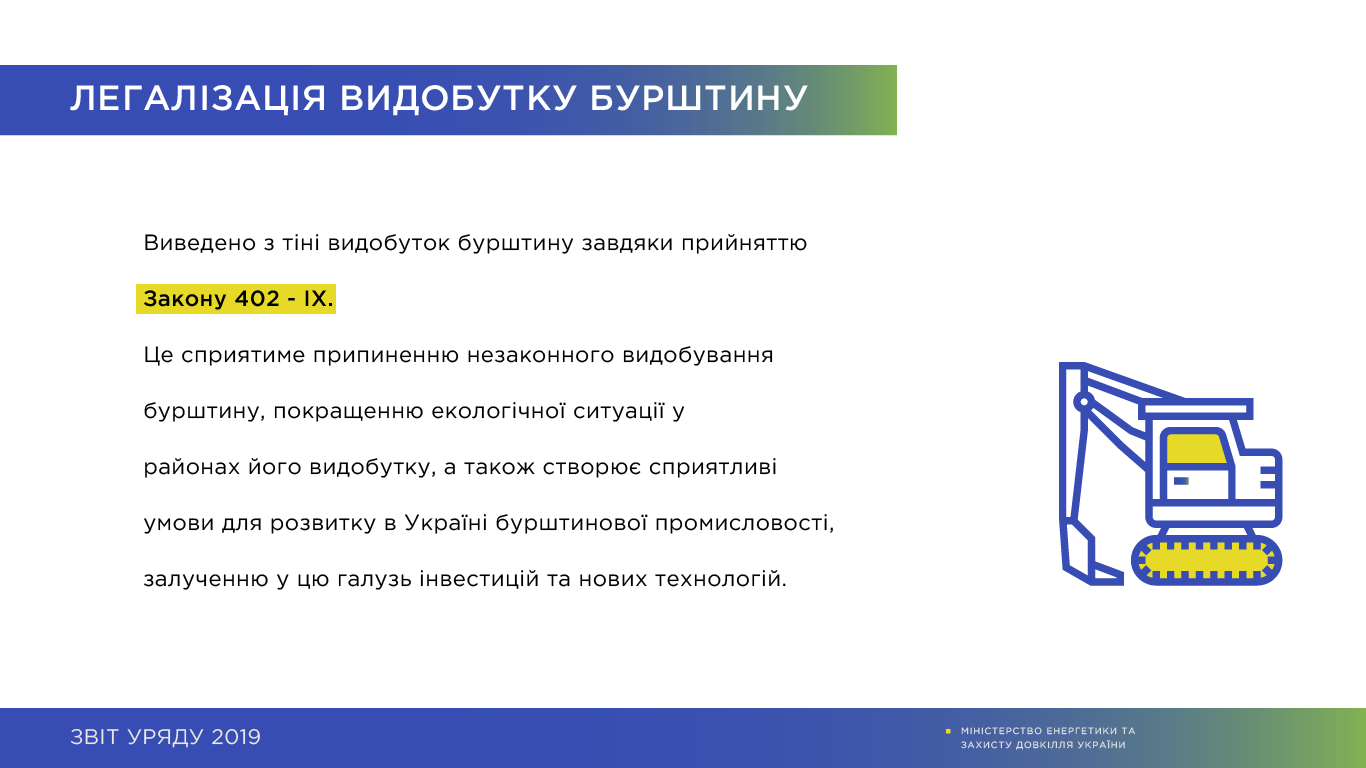 ЛЕГАЛІЗАЦІЯ ВИДОБУТКУ БУРШТИНУ
Виведено з тіні видобуток бурштину завдяки прийняттю
Закону 402 - IX.
Це сприятиме припиненню незаконного видобування
бурштину, покращенню екологічної ситуації у
районах його видобутку, а також створює сприятливі
умови для розвитку в Україні бурштинової промисловості,
залученню у цю галузь інвестицій та нових технологій.
ЗВІТ УРЯДУ 2019
МІНІСТЕРСТВО ЕНЕРГЕТИКИ ТА
ЗАХИСТУ ДОВКІЛЛЯ УКРАЇНИ